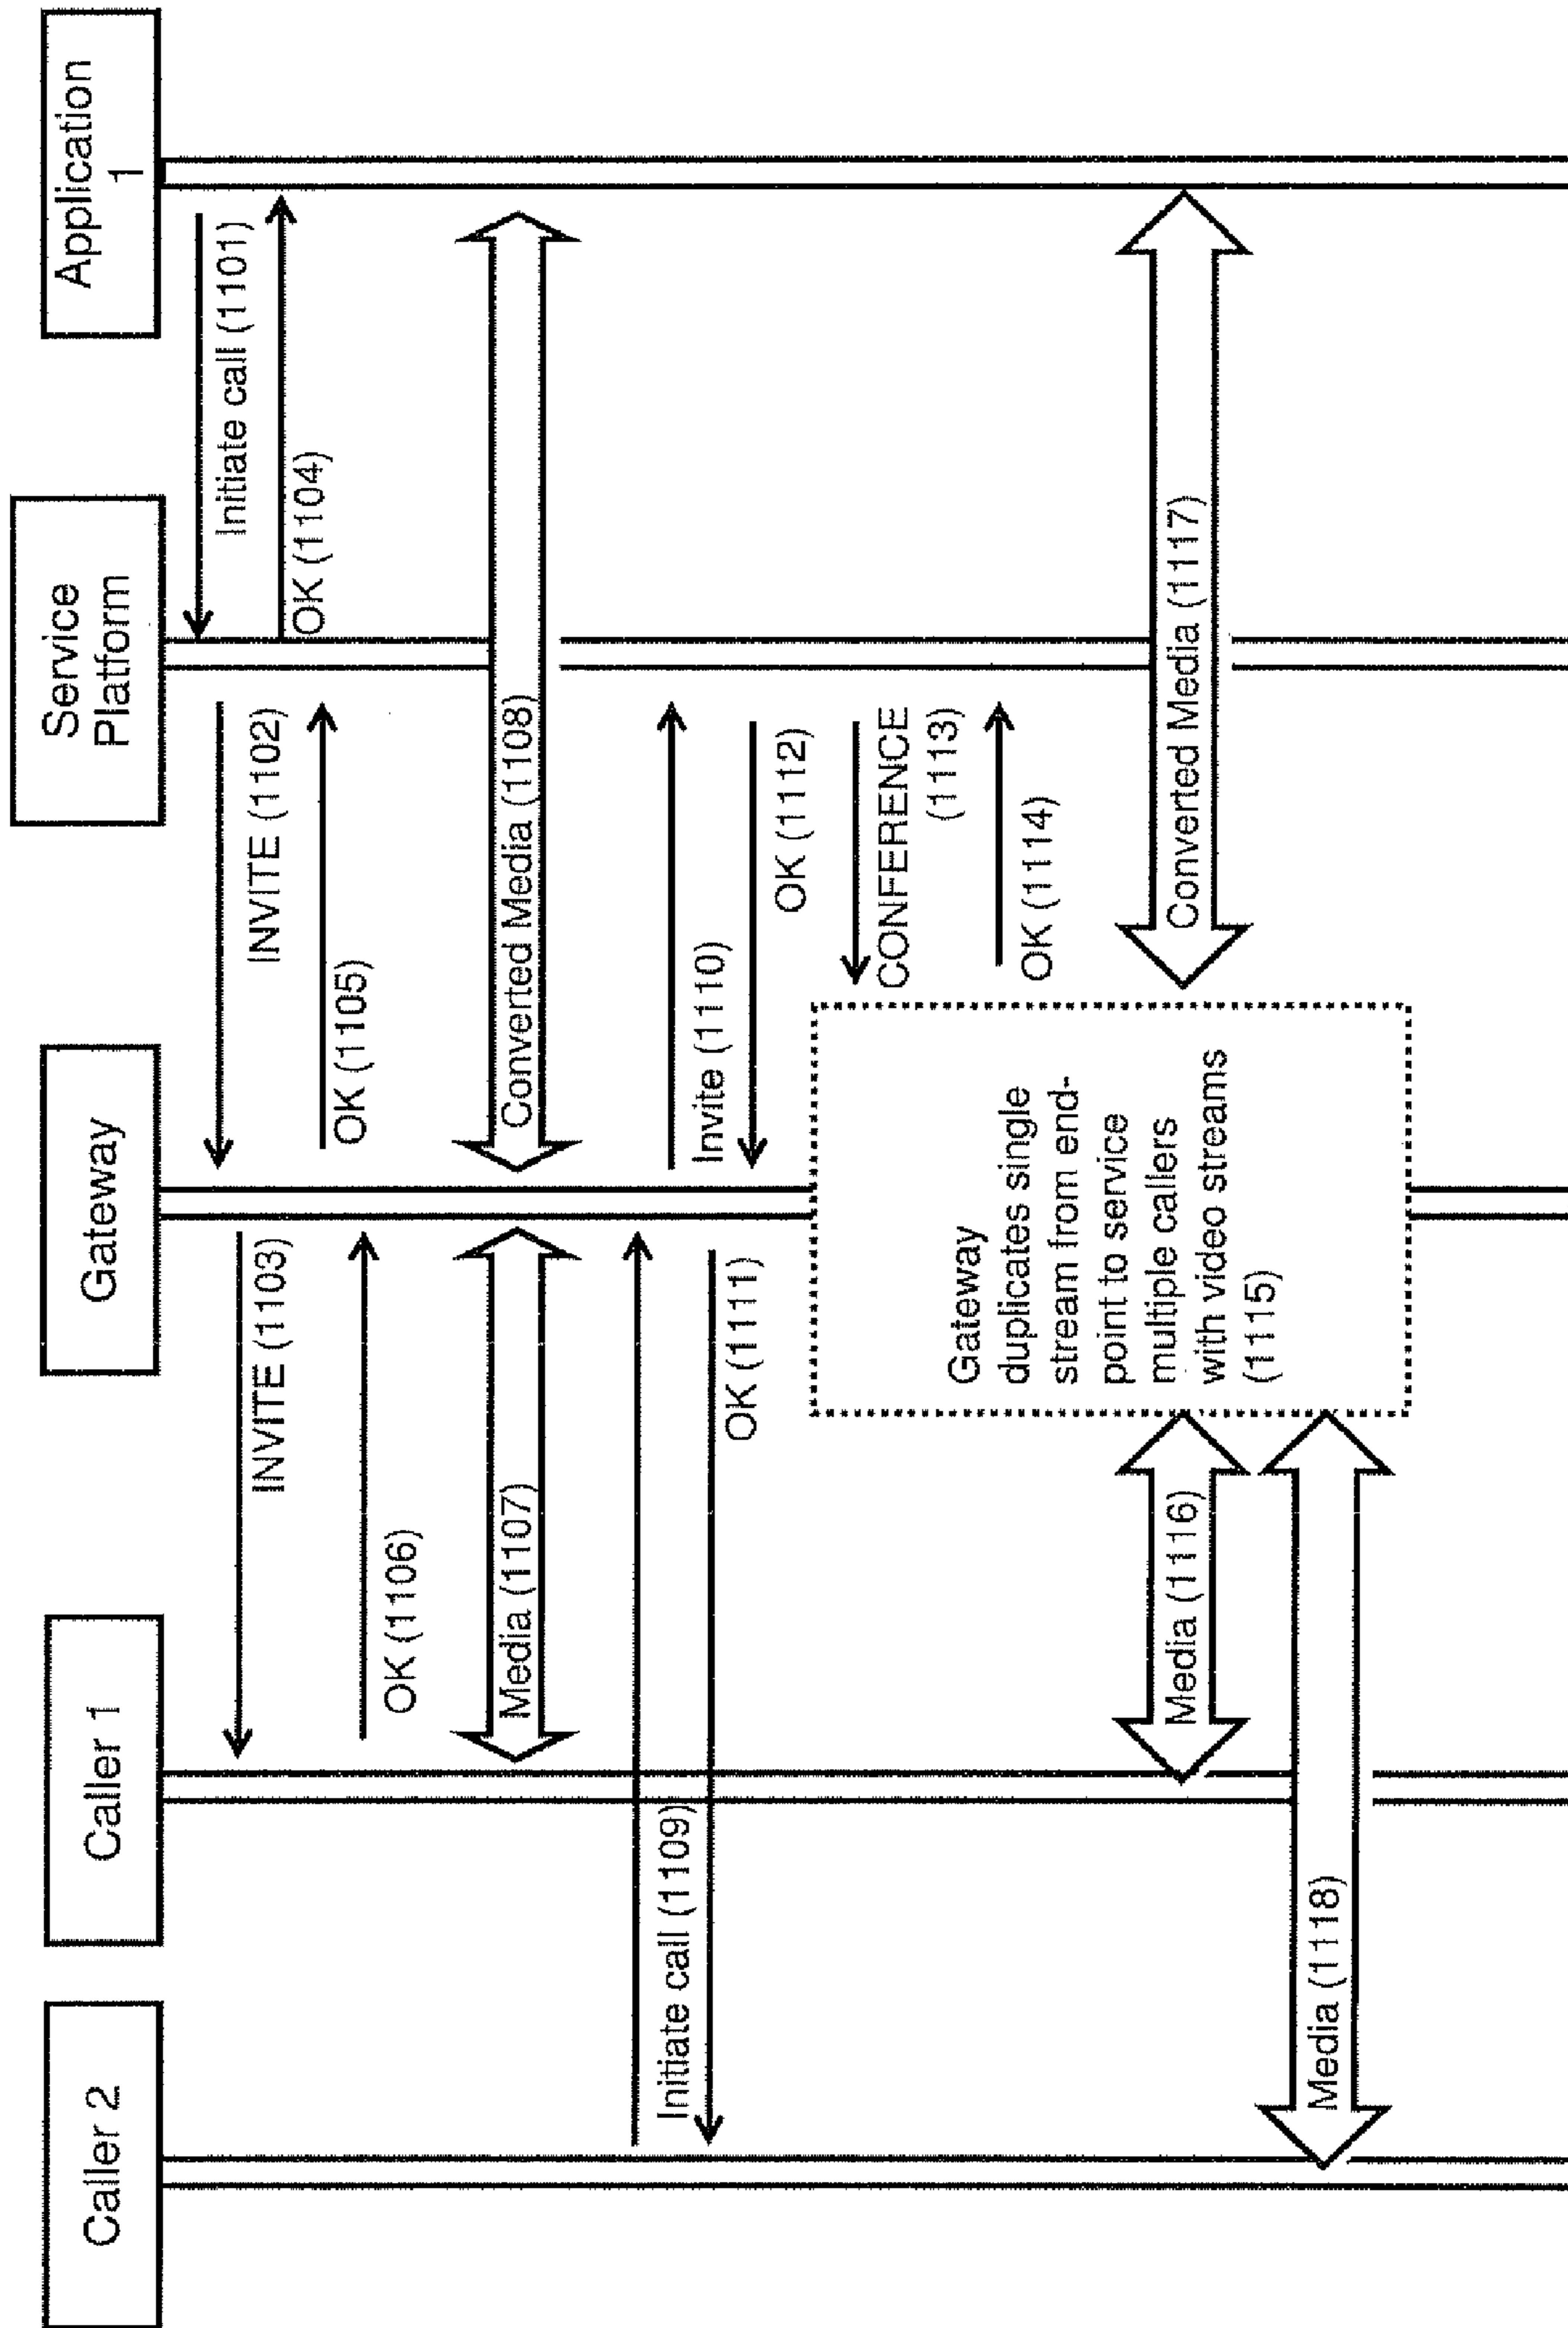 Caller 2
Caller 1
Gateway
Service
Platform
Application
1
Initiate call (1101)
INVITE (1102)
INVITE (1103)
OK (1104)
OK (1105)
OK (1106)
Media (1107)
Converted Media (1108)
Initiate call (1109)
Invite (1110)
OK (1111)
OK (1112)
CONFERENCE
(1113)
OK (1114)
Gateway
duplicates single
stream from end-
point to service
multiple callers
with video streams
(1115)
Media (1116)
Converted Media (1117)
Media (1118)